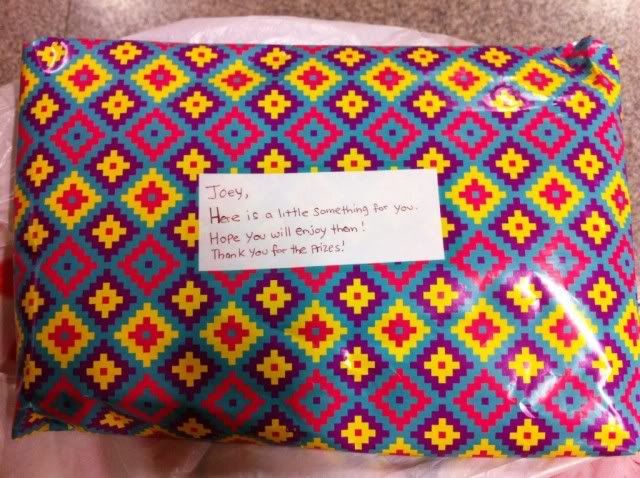 Joey,
Here is a little something for you.
Hope you will enjoy them!
Thank you for the prizes!